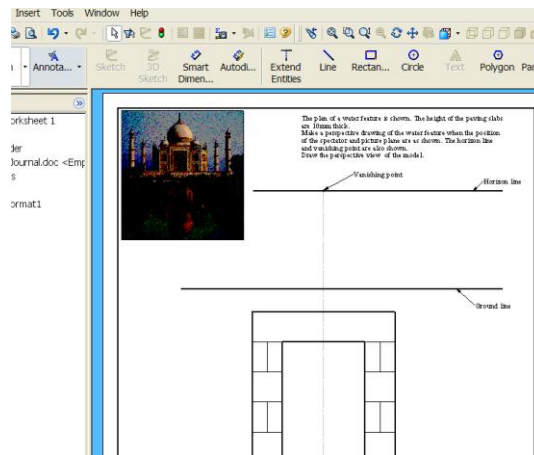 Insert Tools Window Help
Annota...
Sketch
3D
Sketch
Smart
Dimen...
Autodi...
Extend
Entities
Line
Rectan...
Circle
Text
Polygon
Par
orksheet 1
der
Journal.doc <Emp
s
ormat1
The plan of a water feature is shown. The height of the paving slabs
are 10mm thick.
Make a perspective drawing of the water feature when the position
of the spectator and picture plane are as shown. The horizon line
and vanishing point are also shown.
Draw the perspective view of the model.
Vanishing point
Horizon line
Ground line